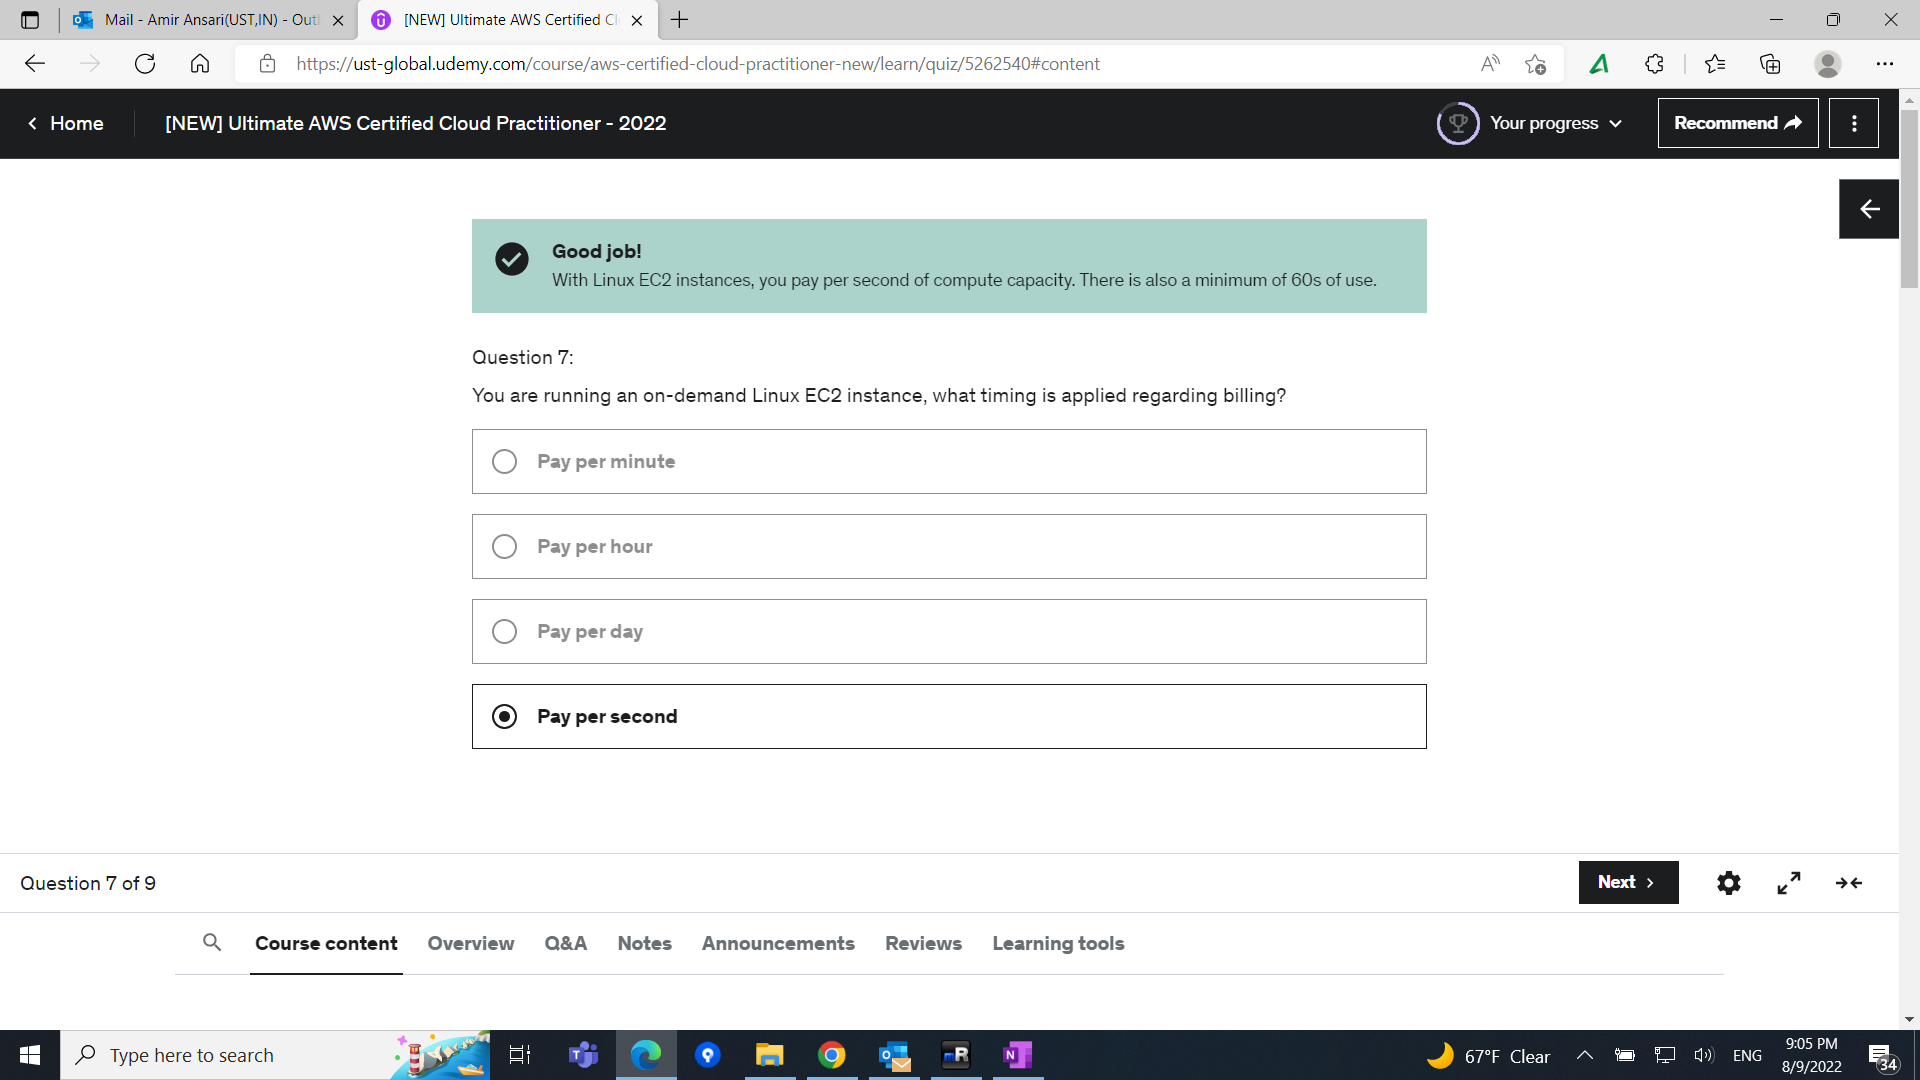 Mail - Amir Ansari(UST,IN) - Out
[NEW] Ultimate AWS Certified Cl
https://ust-global.udemy.com/course/aws-certified-cloud-practitioner-new/learn/quiz/5262540#content
Home
[NEW] Ultimate AWS Certified Cloud Practitioner - 2022
Your progress
Recommend
Good job!
With Linux EC2 instances, you pay per second of compute capacity. There is also a minimum of 60s of use.
Question 7:
You are running an on-demand Linux EC2 instance, what timing is applied regarding billing?
Pay per minute
Pay per hour
Pay per day
Pay per second
Question 7 of 9
Next
Course content Overview Q&A Notes Announcements Reviews Learning tools
Type here to search
67°F Clear
ENG
9:05 PM
8/9/2022
34